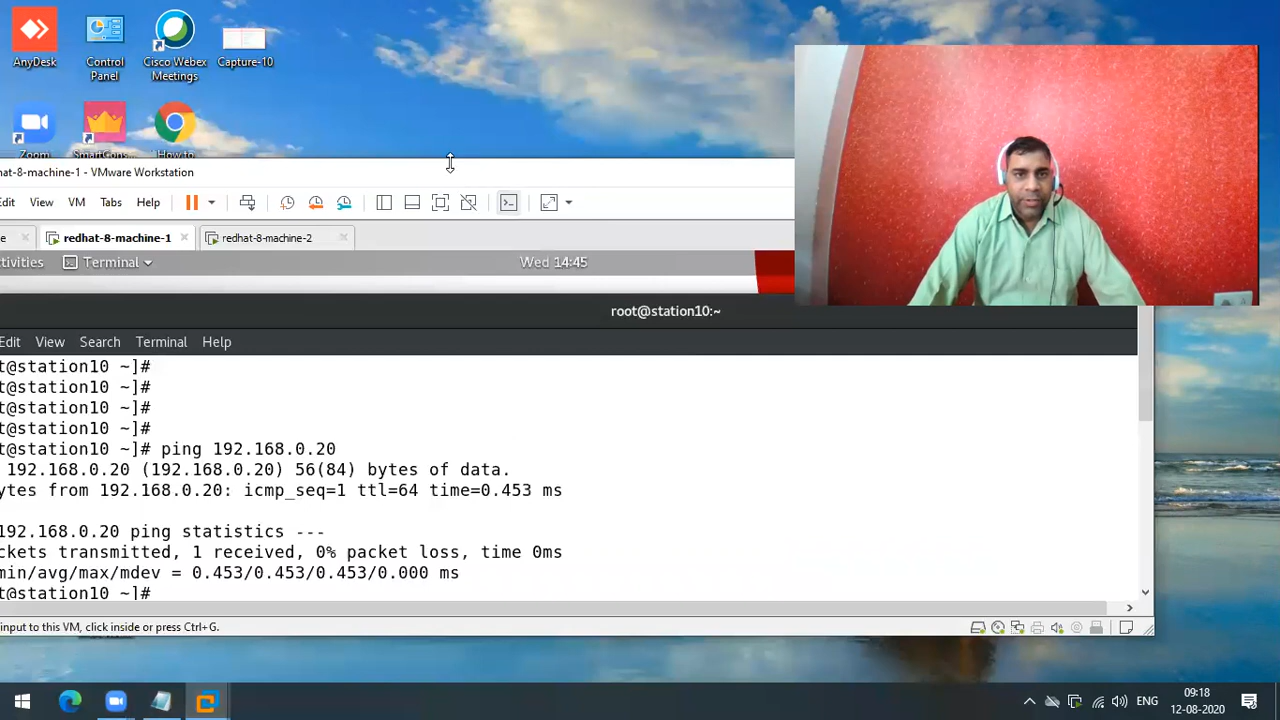 AnyDesk
Control Panel
Cisco Webex Meetings
Capture-10
Zoom
How to
hat-8-machine-1 - VMware Workstation
Edit View VM Tabs Help
e redhat-8-machine-1 redhat-8-machine-2
tivities Terminal Wed 14:45
root@station10:~
Edit View Search Terminal Help
t@station10 ~]#
t@station10 ~]#
t@station10 ~]#
t@station10 ~]#
t@station10 ~]# ping 192.168.0.20
192.168.0.20 (192.168.0.20) 56(84) bytes of data.
ytes from 192.168.0.20: icmp_seq=1 ttl=64 time=0.453 ms
192.168.0.20 ping statistics ---
ckets transmitted, 1 received, 0% packet loss, time 0ms
min/avg/max/mdev = 0.453/0.453/0.453/0.000 ms
t@station10 ~]#
input to this VM, click inside or press Ctrl+G.
ENG
09:18
12-08-2020